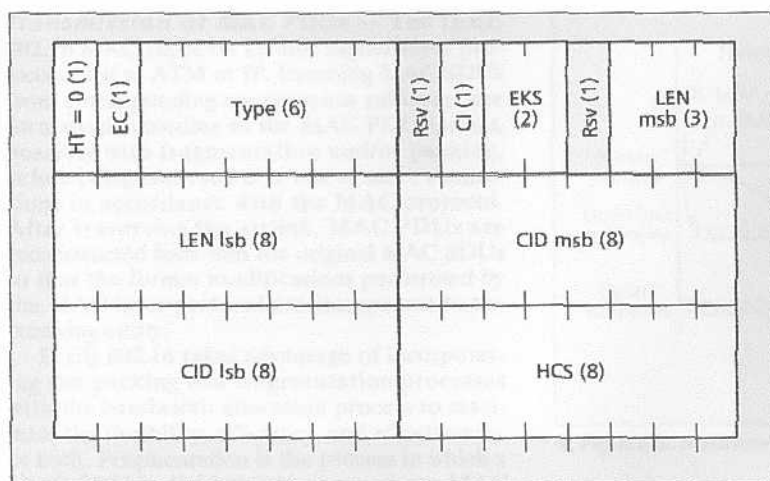 HT = 0 (1)
EC (1)
Type (6)
Rsv (1)
CI (1)
EKS
(2)
Rsv (1)
LEN
msb (3)
LEN lsb (8)
CID msb (8)
CID lsb (8)
HCS (8)